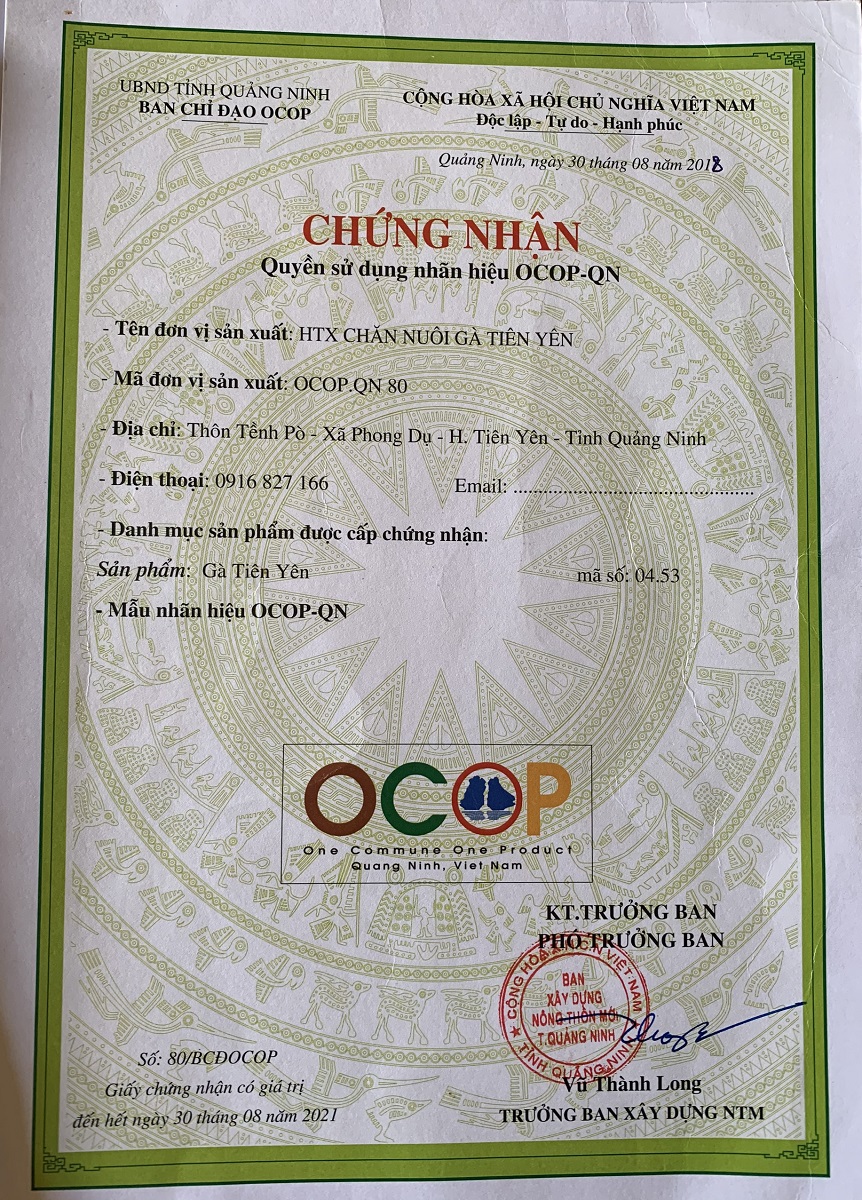 UBND TỈNH QUẢNG NINH
BAN CHỈ ĐẠO OCOP
CỘNG HÒA XÃ HỘI CHỦ NGHĨA VIỆT NAM
Độc lập - Tự do - Hạnh phúc
Quảng Ninh, ngày 30 tháng 08 năm 2018
CHỨNG NHẬN
Quyền sử dụng nhãn hiệu OCOP-QN
- Tên đơn vị sản xuất: HTX CHĂN NUÔI GÀ TIÊN YÊN
- Mã đơn vị sản xuất: OCOP.QN 80
- Địa chỉ: Thôn Tềnh Pò - Xã Phong Dụ - H. Tiên Yên - Tỉnh Quảng Ninh
- Điện thoại: 0916 827 166 Email: ................................................
- Danh mục sản phẩm được cấp chứng nhận:
Sản phẩm: Gà Tiên Yên mã số: 04.53
- Mẫu nhãn hiệu OCOP-QN
OCOP
One Commune One Product
Quang Ninh, Viet Nam
KT.TRƯỞNG BAN
PHÓ TRƯỞNG BAN
BAN
XÂY DỰNG
NÔNG THÔN MỚI
T.QUẢNG NINH
TỈNH QUẢNG NINH
Vũ Thành Long
TRƯỞNG BAN XÂY DỰNG NTM
Số: 80/BCĐOCOP
Giấy chứng nhận có giá trị
đến hết ngày 30 tháng 08 năm 2021